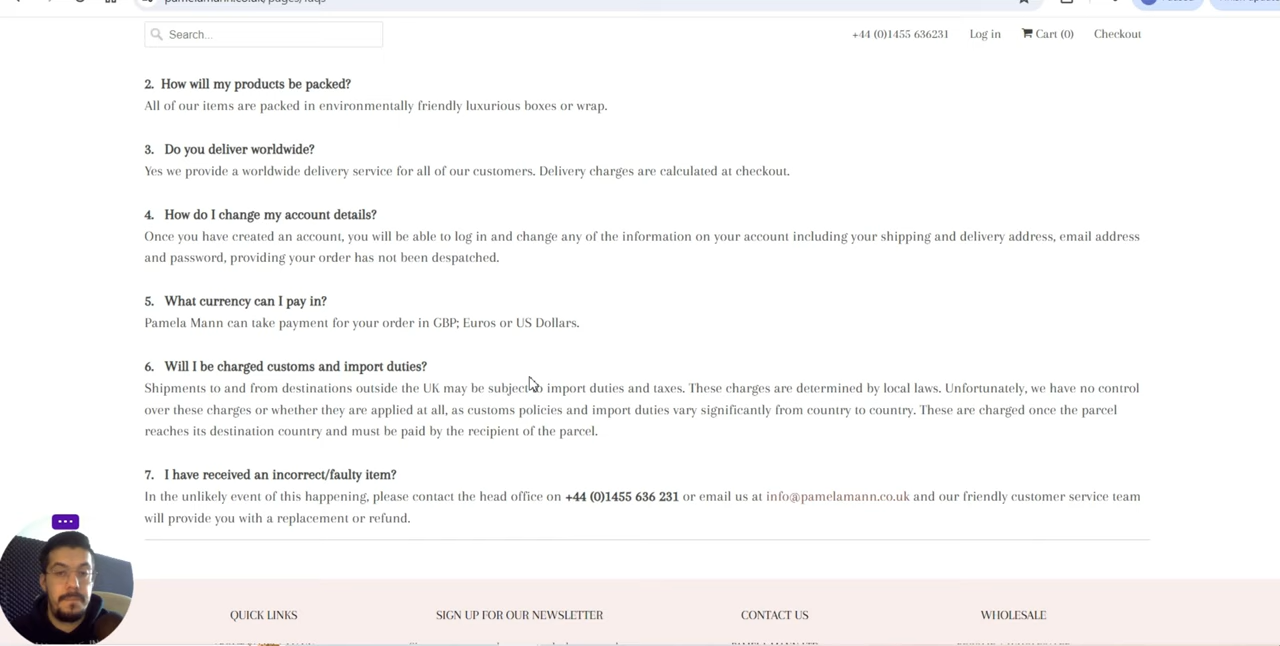 Search...
+44 (0)1455 636231 Log in Cart (0) Checkout
2. How will my products be packed?
All of our items are packed in environmentally friendly luxurious boxes or wrap.
3. Do you deliver worldwide?
Yes we provide a worldwide delivery service for all of our customers. Delivery charges are calculated at checkout.
4. How do I change my account details?
Once you have created an account, you will be able to log in and change any of the information on your account including your shipping and delivery address, email address
and password, providing your order has not been despatched.
5. What currency can I pay in?
Pamela Mann can take payment for your order in GBP; Euros or US Dollars.
6. Will I be charged customs and import duties?
Shipments to and from destinations outside the UK may be subject to import duties and taxes. These charges are determined by local laws. Unfortunately, we have no control
over these charges or whether they are applied at all, as customs policies and import duties vary significantly from country to country. These are charged once the parcel
reaches its destination country and must be paid by the recipient of the parcel.
7. I have received an incorrect/faulty item?
In the unlikely event of this happening, please contact the head office on +44 (0)1455 636 231 or email us at info@pamelamann.co.uk and our friendly customer service team
will provide you with a replacement or refund.
QUICK LINKS SIGN UP FOR OUR NEWSLETTER CONTACT US WHOLESALE